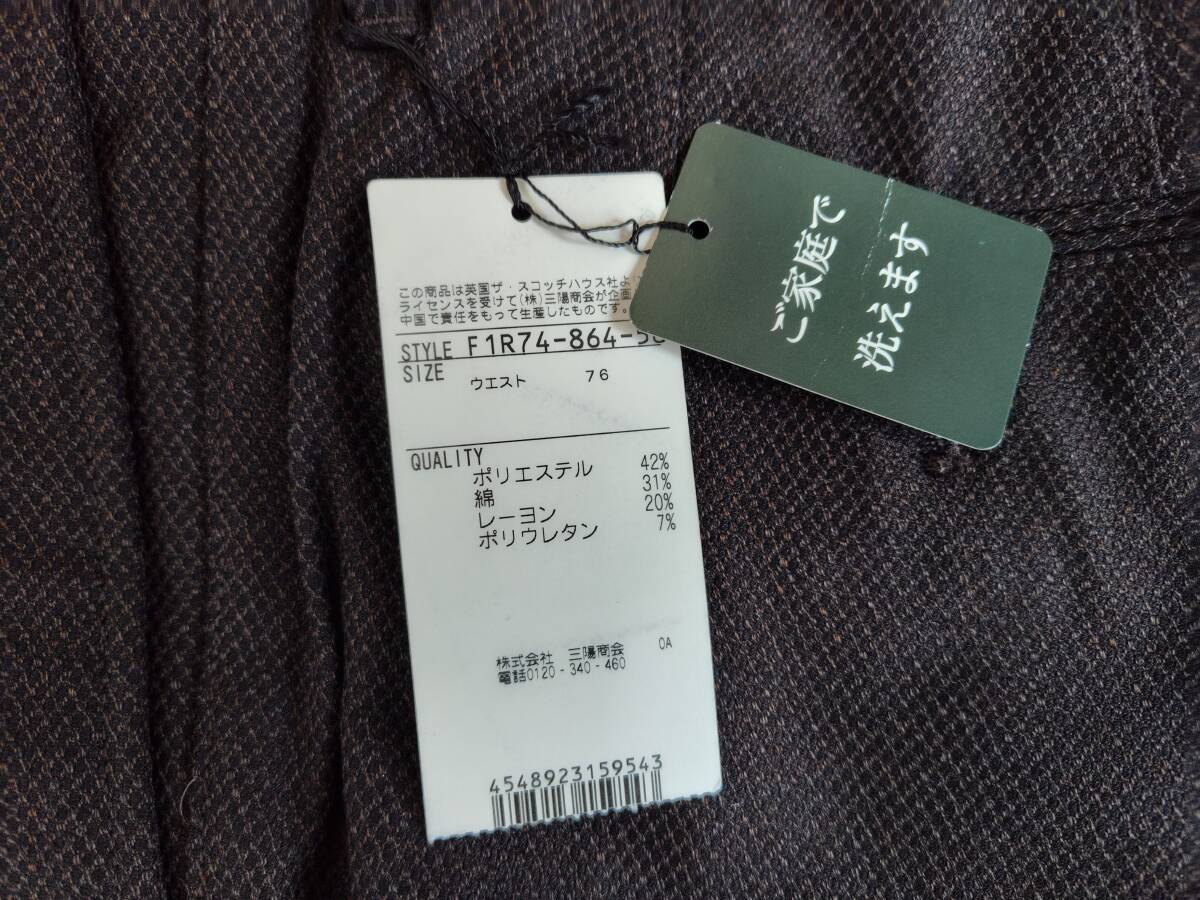 この商品は英国ザ・スコッチハウス社よ
ライセンスを受けて(株)三陽商会が企画
中国で責任をもって生産したものです。
STYLE F1R74-864-
SIZE ウエスト 76
QUALITY
ポリエステル 42%
綿 31%
レーヨン 20%
ポリウレタン 7%
株式会社 三陽商会 OA
電話0120-340-460
4548923159543
ご家庭で
洗えます